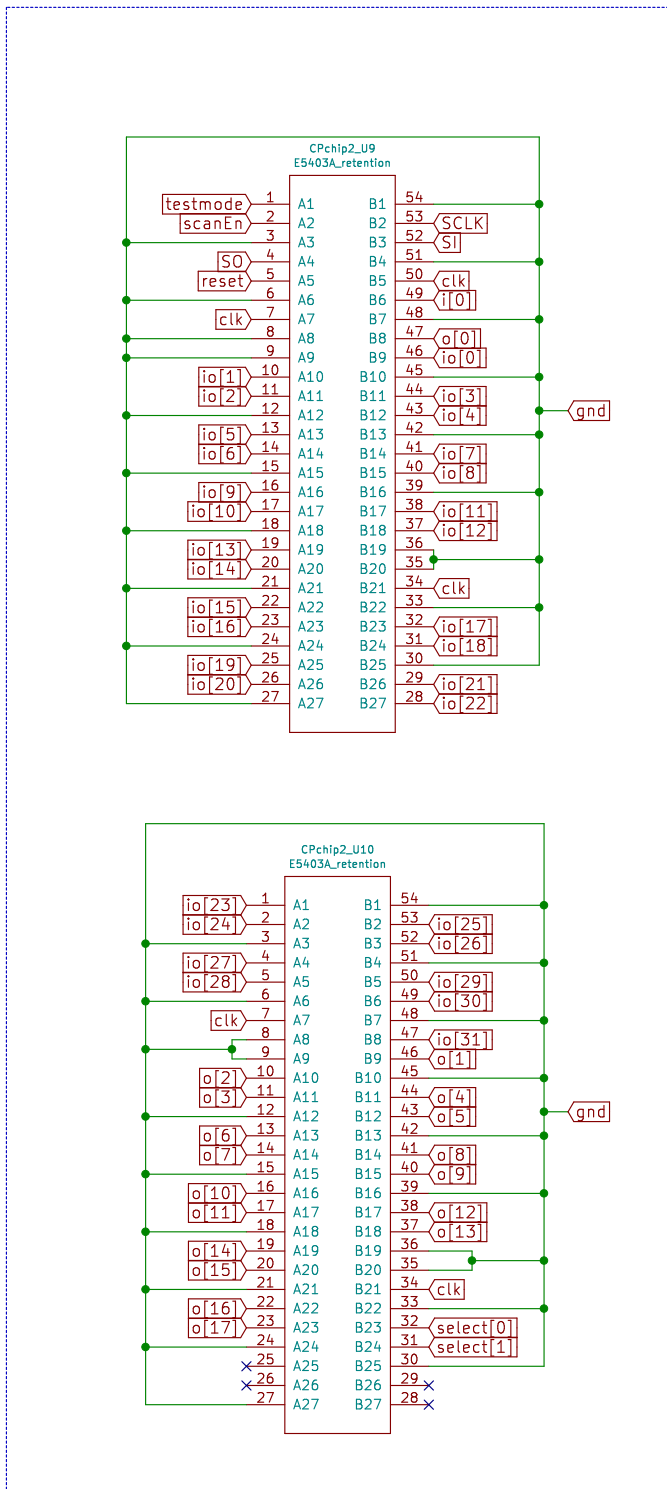 CPchip2_U9
E5403A_retention
testmode 1 A1 B1 54
scanEn 2 A2 B2 53 SCLK
3 A3 B3 52 SI
SO 4 A4 B4 51
reset 5 A5 B5 50 clk
6 A6 B6 49 i[0]
clk 7 A7 B7 48
8 A8 B8 47 o[0]
9 A9 B9 46 io[0]
io[1] 10 A10 B10 45
io[2] 11 A11 B11 44 io[3]
12 A12 B12 43 io[4] gnd
io[5] 13 A13 B13 42
io[6] 14 A14 B14 41 io[7]
15 A15 B15 40 io[8]
io[9] 16 A16 B16 39
io[10] 17 A17 B17 38 io[11]
18 A18 B18 37 io[12]
io[13] 19 A19 B19 36
io[14] 20 A20 B20 35
21 A21 B21 34 clk
io[15] 22 A22 B22 33
io[16] 23 A23 B23 32 io[17]
24 A24 B24 31 io[18]
io[19] 25 A25 B25 30
io[20] 26 A26 B26 29 io[21]
27 A27 B27 28 io[22]
CPchip2_U10
E5403A_retention
io[23] 1 A1 B1 54
io[24] 2 A2 B2 53 io[25]
3 A3 B3 52 io[26]
io[27] 4 A4 B4 51
io[28] 5 A5 B5 50 io[29]
6 A6 B6 49 io[30]
clk 7 A7 B7 48
8 A8 B8 47 io[31]
9 A9 B9 46 o[1]
o[2] 10 A10 B10 45
o[3] 11 A11 B11 44 o[4]
12 A12 B12 43 o[5] gnd
o[6] 13 A13 B13 42
o[7] 14 A14 B14 41 o[8]
15 A15 B15 40 o[9]
o[10] 16 A16 B16 39
o[11] 17 A17 B17 38 o[12]
18 A18 B18 37 o[13]
o[14] 19 A19 B19 36
o[15] 20 A20 B20 35
21 A21 B21 34 clk
o[16] 22 A22 B22 33
o[17] 23 A23 B23 32 select[0]
24 A24 B24 31 select[1]
25 A25 B25 30
26 A26 B26 29
27 A27 B27 28